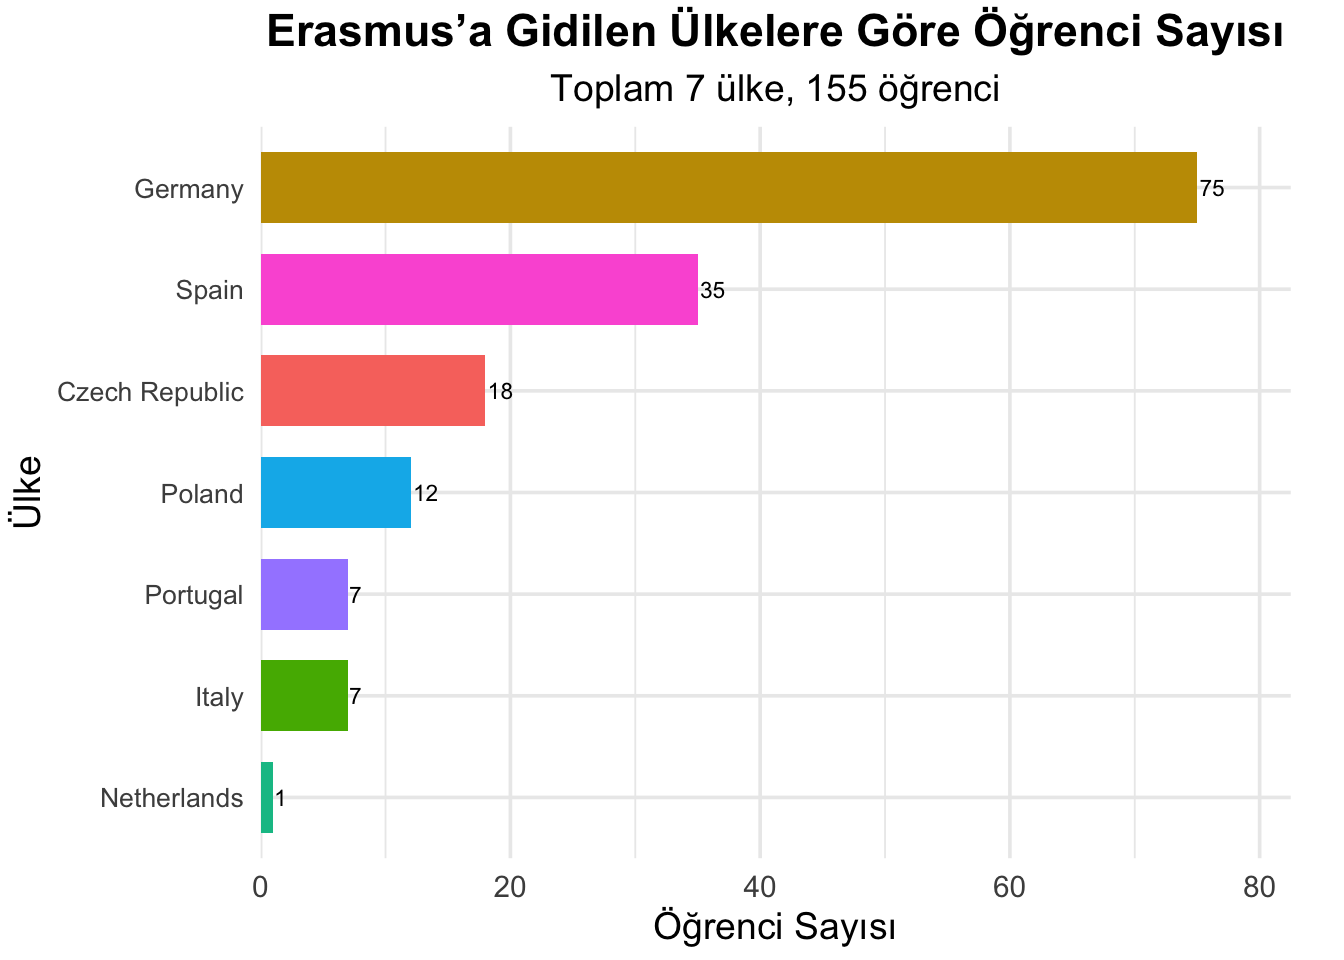 Erasmus’a Gidilen Ülkelere Göre Öğrenci Sayısı
Toplam 7 ülke, 155 öğrenci
Ülke
Germany 75
Spain 35
Czech Republic 18
Poland 12
Portugal 7
Italy 7
Netherlands 1
0 20 40 60 80
Öğrenci Sayısı